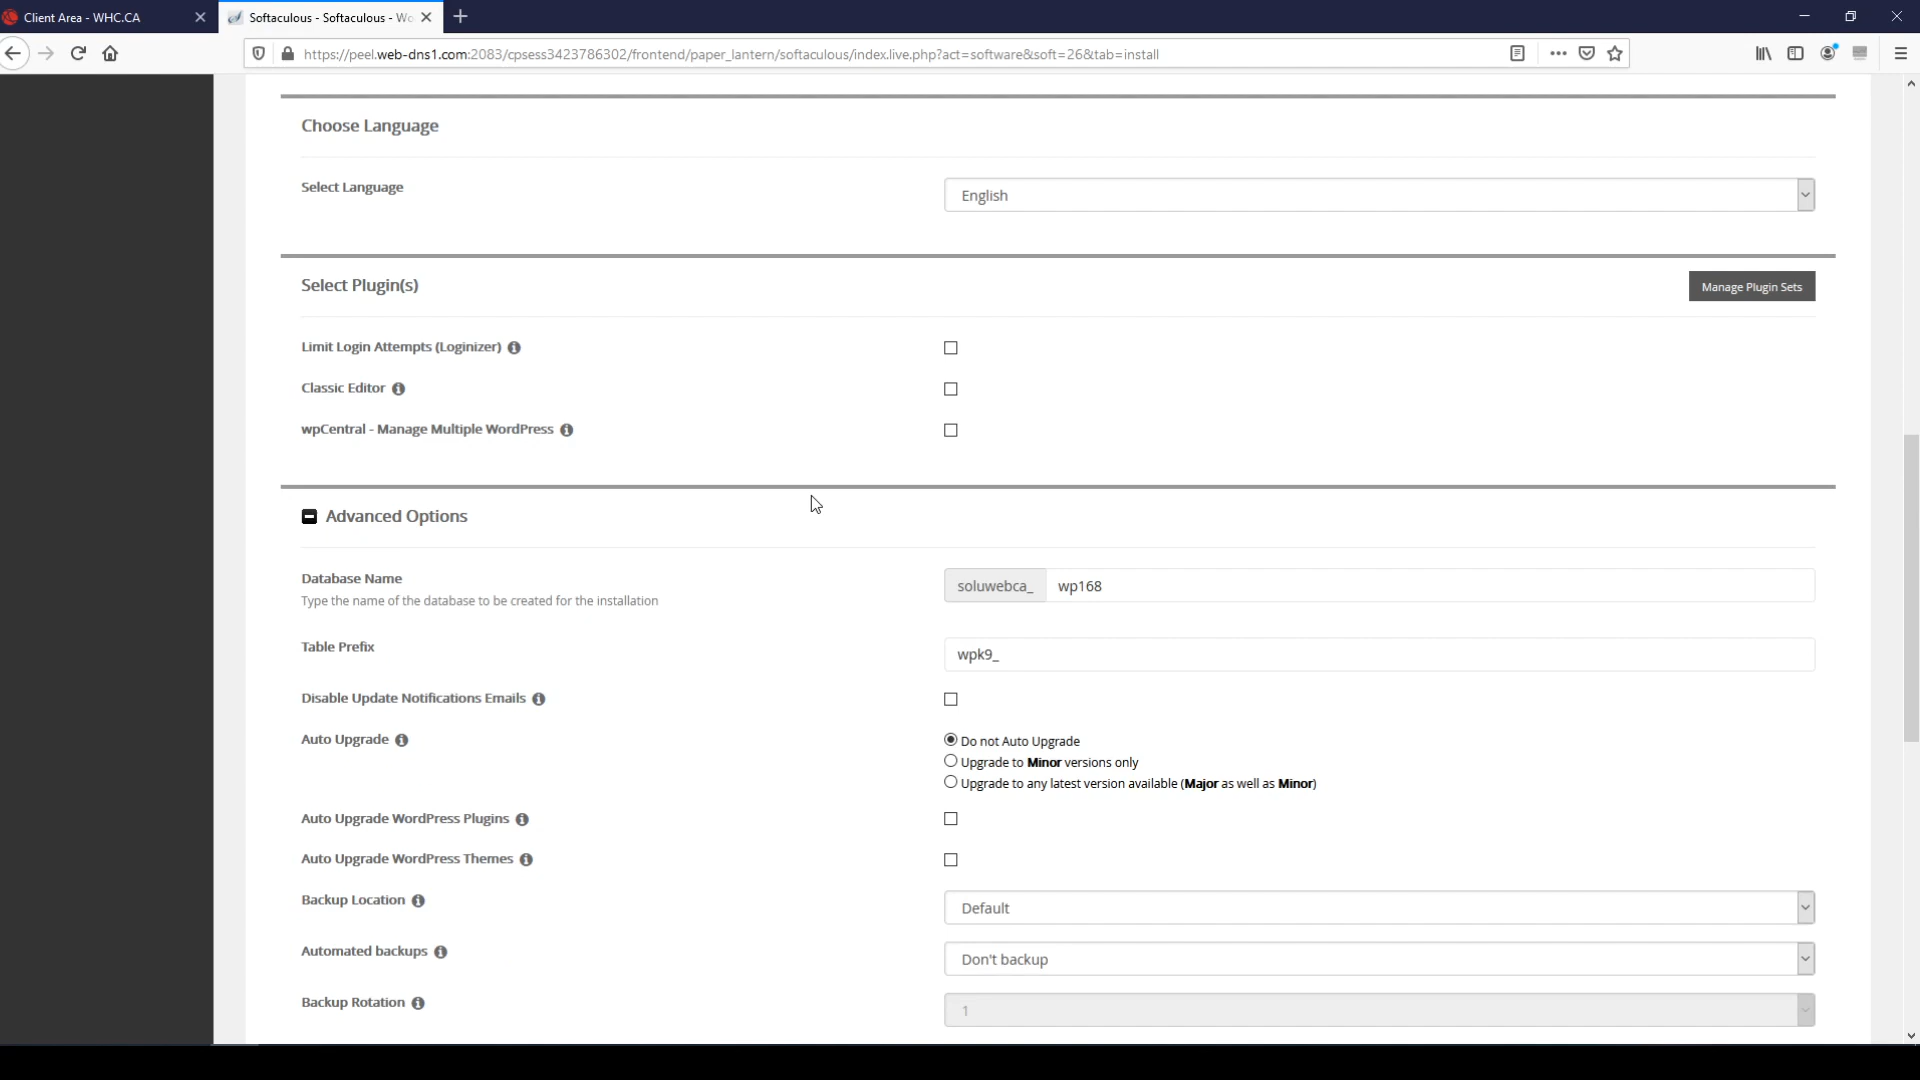 Client Area - WHC.CA
Softaculous - Softaculous - Wo
https://peel.web-dns1.com:2083/cpsess3423786302/frontend/paper_lantern/softaculous/index.live.php?act=software&soft=26&tab=install
Choose Language
Select Language
English
Select Plugin(s)
Manage Plugin Sets
Limit Login Attempts (Loginizer)
Classic Editor
wpCentral - Manage Multiple WordPress
Advanced Options
Database Name
soluwebca_ wp168
Type the name of the database to be created for the installation
Table Prefix
wpk9_
Disable Update Notifications Emails
Auto Upgrade
Do not Auto Upgrade
Upgrade to Minor versions only
Upgrade to any latest version available (Major as well as Minor)
Auto Upgrade WordPress Plugins
Auto Upgrade WordPress Themes
Backup Location
Default
Automated backups
Don't backup
Backup Rotation
1